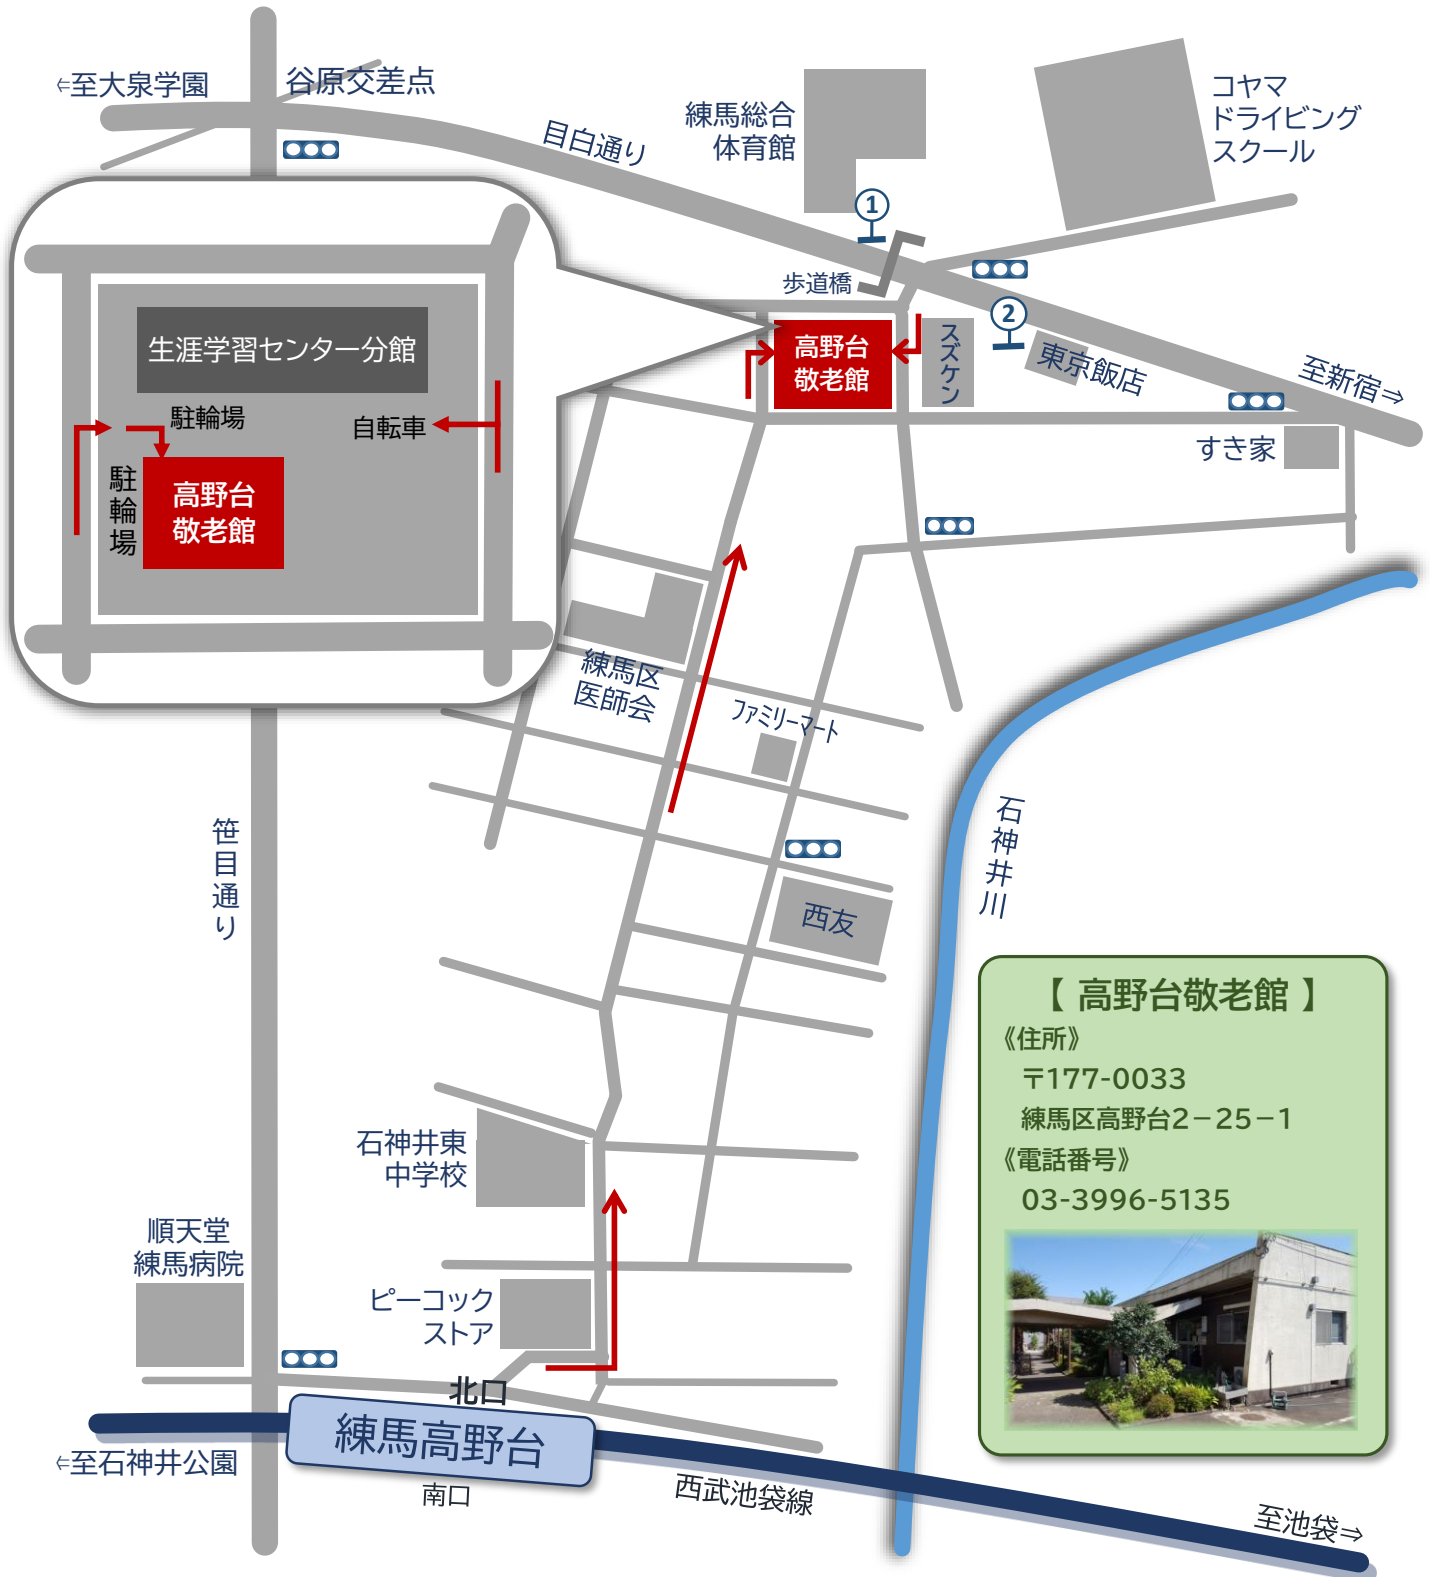 ⇐至大泉学園
谷原交差点
目白通り
練馬総合
体育館
コヤマ
ドライビング
スクール
①
歩道橋
②
高野台
敬老館
スズケン
東京飯店
至新宿⇒
すき家
生涯学習センター分館
駐輪場
自転車
駐輪場
高野台
敬老館
練馬区
医師会
ファミリーマート
笹目通り
西友
石神井川
石神井東
中学校
順天堂
練馬病院
ピーコック
ストア
北口
練馬高野台
南口
⇐至石神井公園
西武池袋線
至池袋⇒
【 高野台敬老館 】
《住所》
〒177-0033
練馬区高野台2−25−1
《電話番号》
03-3996-5135